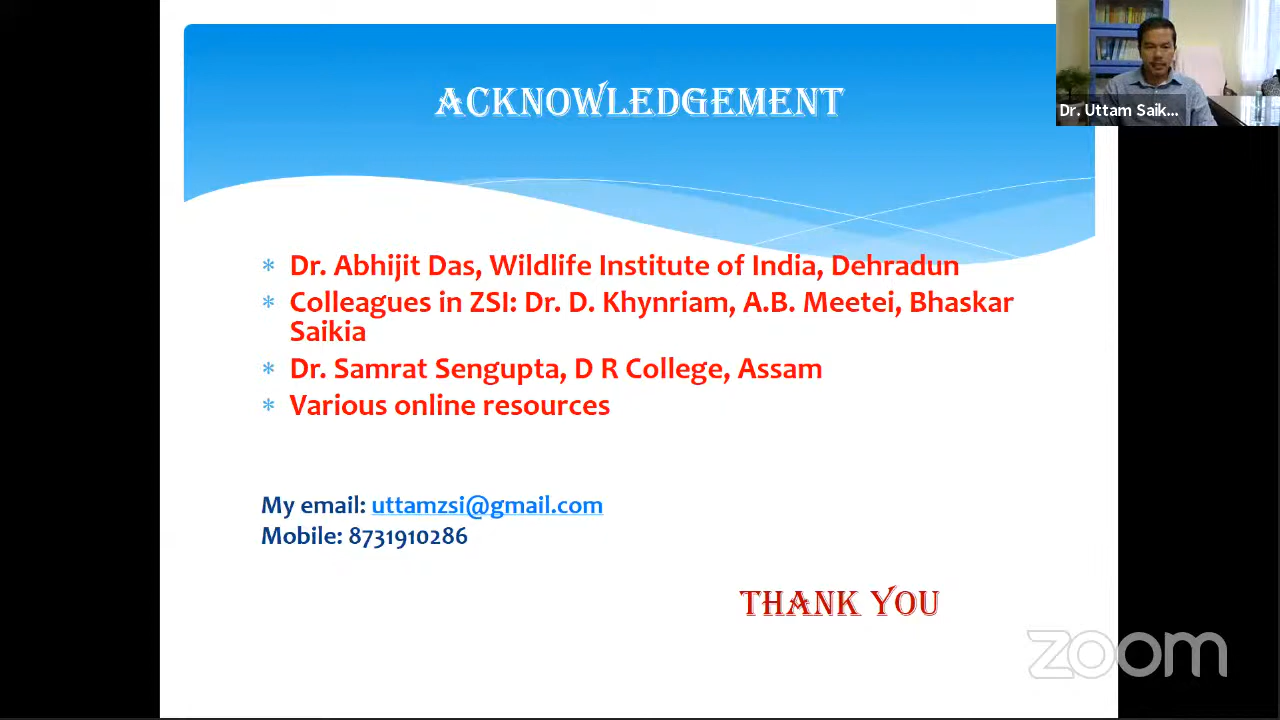 ACKNOWLEDGEMENT
Dr. Uttam Saik...
* Dr. Abhijit Das, Wildlife Institute of India, Dehradun
* Colleagues in ZSI: Dr. D. Khynriam, A.B. Meetei, Bhaskar
Saikia
* Dr. Samrat Sengupta, D R College, Assam
* Various online resources
My email: uttamzsi@gmail.com
Mobile: 8731910286
THANK YOU
zoom